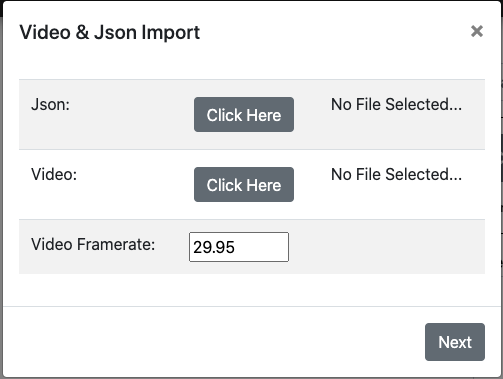 Video & Json Import ×
Json: Click Here No File Selected...
Video: Click Here No File Selected...
Video Framerate: 29.95
Next